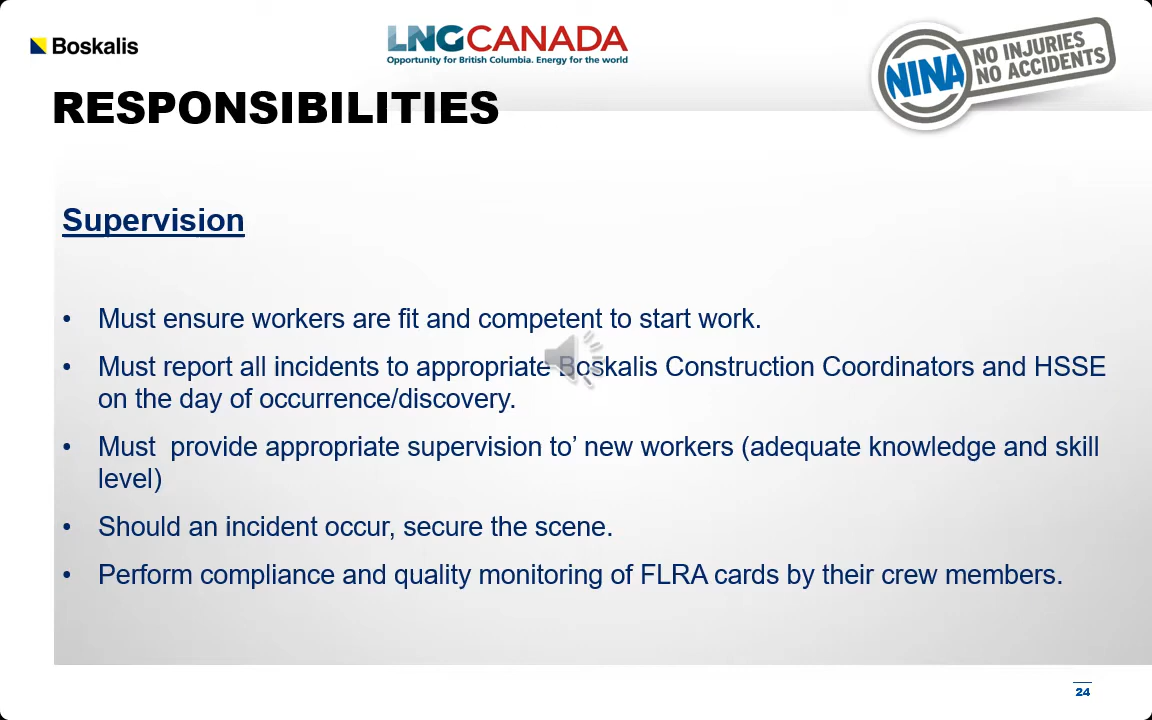 Boskalis
LNGCANADA
Opportunity for British Columbia. Energy for the world
NINA
NO INJURIES
NO ACCIDENTS
RESPONSIBILITIES
Supervision
• Must ensure workers are fit and competent to start work.
• Must report all incidents to appropriate Boskalis Construction Coordinators and HSSE
on the day of occurrence/discovery.
• Must  provide appropriate supervision to’ new workers (adequate knowledge and skill
level)
• Should an incident occur, secure the scene.
• Perform compliance and quality monitoring of FLRA cards by their crew members.
24